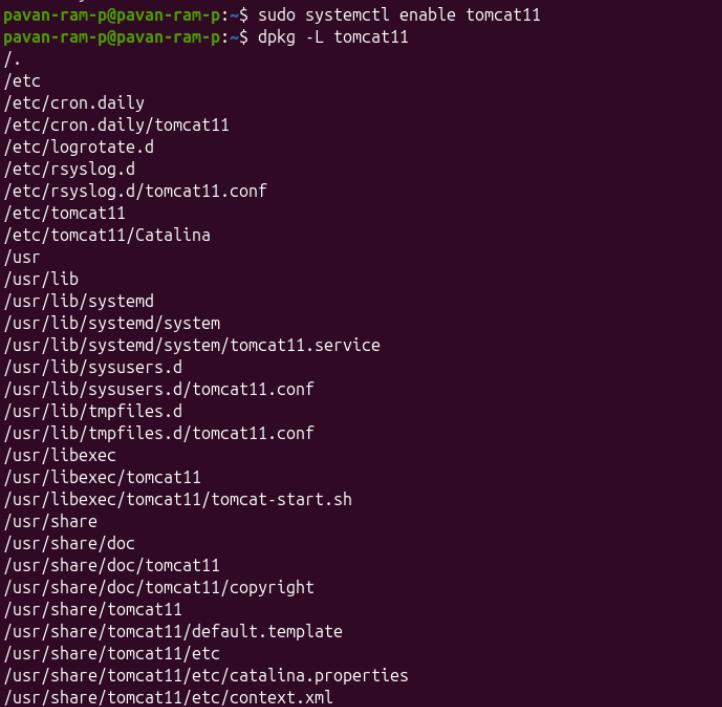 pavan-ram-p@pavan-ram-p:~$ sudo systemctl enable tomcat11
pavan-ram-p@pavan-ram-p:~$ dpkg -L tomcat11
/.
/etc
/etc/cron.daily
/etc/cron.daily/tomcat11
/etc/logrotate.d
/etc/rsyslog.d
/etc/rsyslog.d/tomcat11.conf
/etc/tomcat11
/etc/tomcat11/Catalina
/usr
/usr/lib
/usr/lib/systemd
/usr/lib/systemd/system
/usr/lib/systemd/system/tomcat11.service
/usr/lib/sysusers.d
/usr/lib/sysusers.d/tomcat11.conf
/usr/lib/tmpfiles.d
/usr/lib/tmpfiles.d/tomcat11.conf
/usr/libexec
/usr/libexec/tomcat11
/usr/libexec/tomcat11/tomcat-start.sh
/usr/share
/usr/share/doc
/usr/share/doc/tomcat11
/usr/share/doc/tomcat11/copyright
/usr/share/tomcat11
/usr/share/tomcat11/default.template
/usr/share/tomcat11/etc
/usr/share/tomcat11/etc/catalina.properties
/usr/share/tomcat11/etc/context.xml